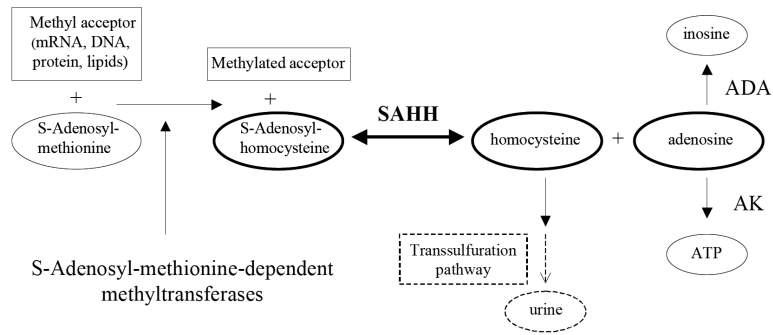 Methyl acceptor
(mRNA, DNA,
protein, lipids)
+
S-Adenosyl-
methionine
Methylated acceptor
+
S-Adenosyl-
homocysteine
SAHH
homocysteine
+
adenosine
inosine
ADA
AK
ATP
Transsulfuration
pathway
urine
S-Adenosyl-methionine-dependent
methyltransferases